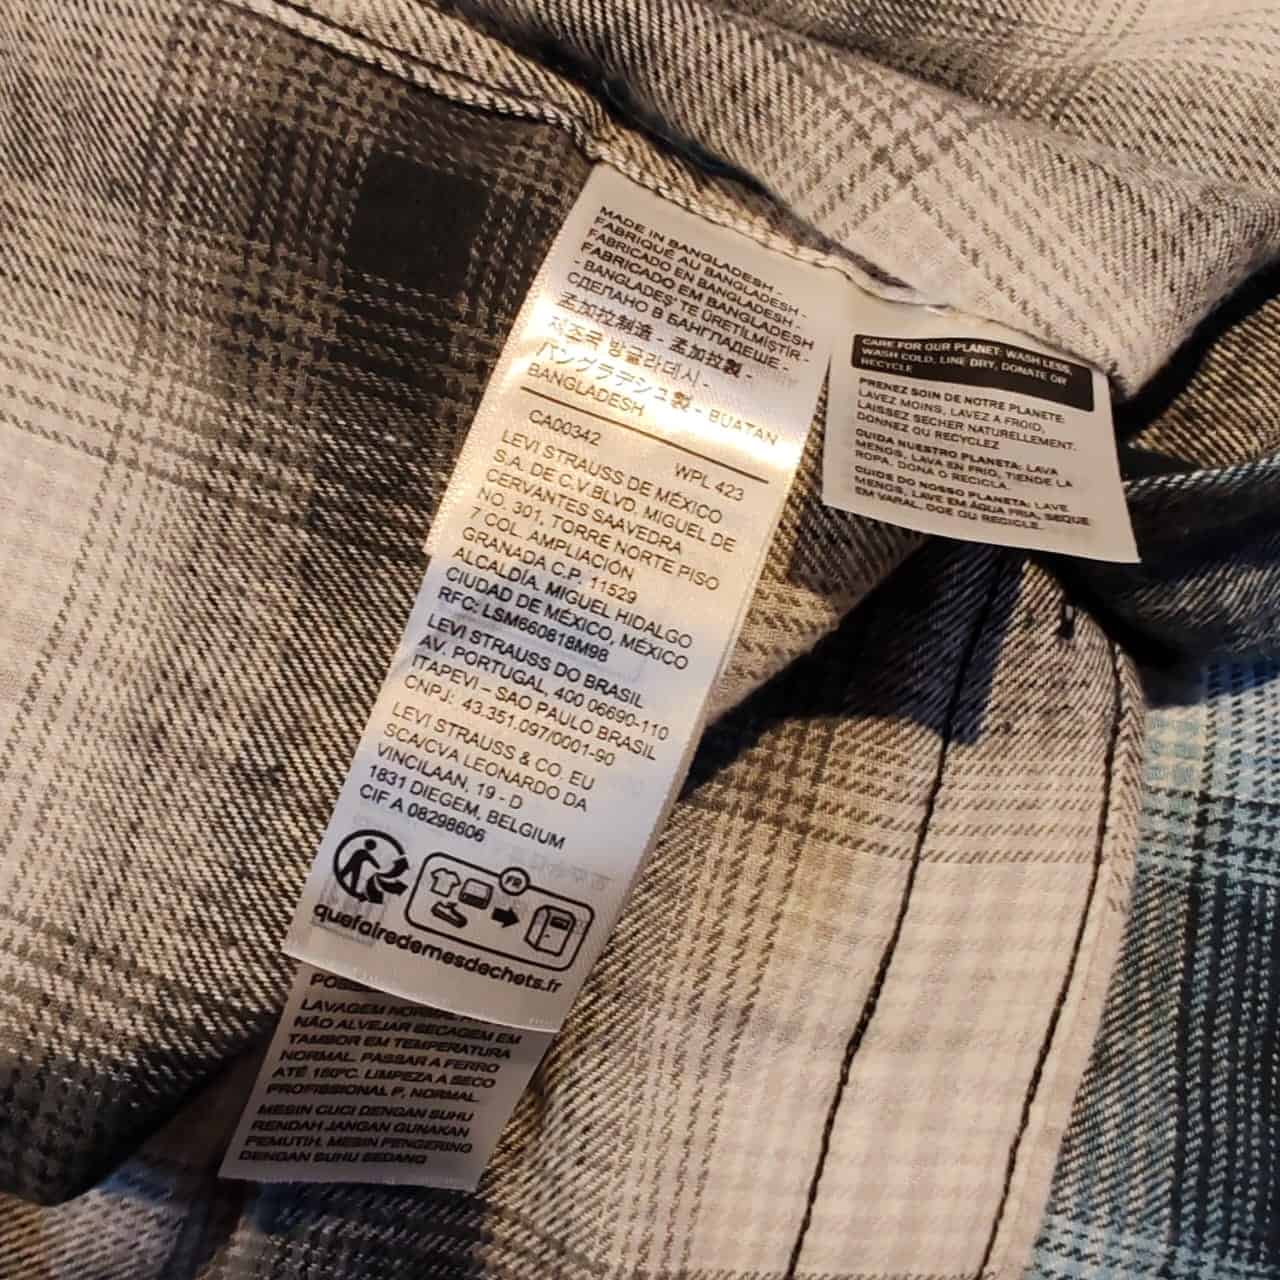 MADE IN BANGLADESH -
FABRIQUÉ AU BANGLADESH -
FABRICADO EN BANGLADESH -
FABRICADO EM BANGLADESH
- BANGLADEŞ' TE ÜRETİLMİŞTİR -
СДЕЛАНО В БАНГЛАДЕШЕ -
孟加拉制造 - 孟加拉製 -
제조국 방글라데시 -
バングラデシュ製 - BUATAN
BANGLADESH
CA00342 WPL 423
LEVI STRAUSS DE MÉXICO
S.A. DE C.V.BLVD. MIGUEL DE
CERVANTES SAAVEDRA
NO. 301, TORRE NORTE PISO
7 COL. AMPLIACIÓN
GRANADA C.P. 11529
ALCALDÍA, MIGUEL HIDALGO
CIUDAD DE MÉXICO, MÉXICO
RFC: LSM660818M98
LEVI STRAUSS DO BRASIL
AV. PORTUGAL, 400 06690-110
ITAPEVI – SAO PAULO BRASIL
CNPJ: 43.351.097/0001-90
LEVI STRAUSS & CO. EU
SCA/CVA LEONARDO DA
VINCILAAN, 19 - D
1831 DIEGEM, BELGIUM
CIF A 08298606
FR
quefairedemesdechets.fr
LAVAGEM
NÃO ALVEJAR SECAGEM EM
TAMBOR EM TEMPERATURA
NORMAL. PASSAR A FERRO
ATÉ 150ºC. LIMPEZA A SECO
PROFISSIONAL P, NORMAL.
MESIN CUCI DENGAN SUHU
RENDAH JANGAN GUNAKAN
PEMUTIH. MESIN PENGERING
DENGAN SUHU SEDANG
CARE FOR OUR PLANET: WASH LESS,
WASH COLD, LINE DRY, DONATE OR
RECYCLE
PRENEZ SOIN DE NOTRE PLANETE:
LAVEZ MOINS, LAVEZ A FROID,
LAISSEZ SECHER NATURELLEMENT.
DONNEZ OU RECYCLEZ
CUIDA NUESTRO PLANETA: LAVA
MENOS, LAVA EN FRIO, TIENDE LA
ROPA, DONA O RECICLA.
CUIDE DO NOSSO PLANETA: LAVE
MENOS, LAVE EM ÁGUA FRIA, SEQUE
EM VARAL, DOE OU RECICLE.